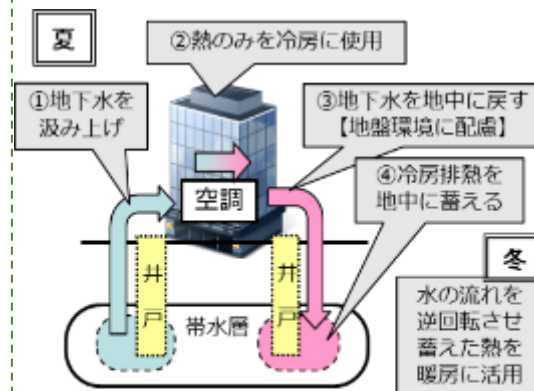 夏
②熱のみを冷房に使用
①地下水を
汲み上げ
③地下水を地中に戻す
【地盤環境に配慮】
④冷房排熱を
地中に蓄える
空調
井戸
井戸
帯水層
冬
水の流れを
逆回転させ
蓄えた熱を
暖房に活用